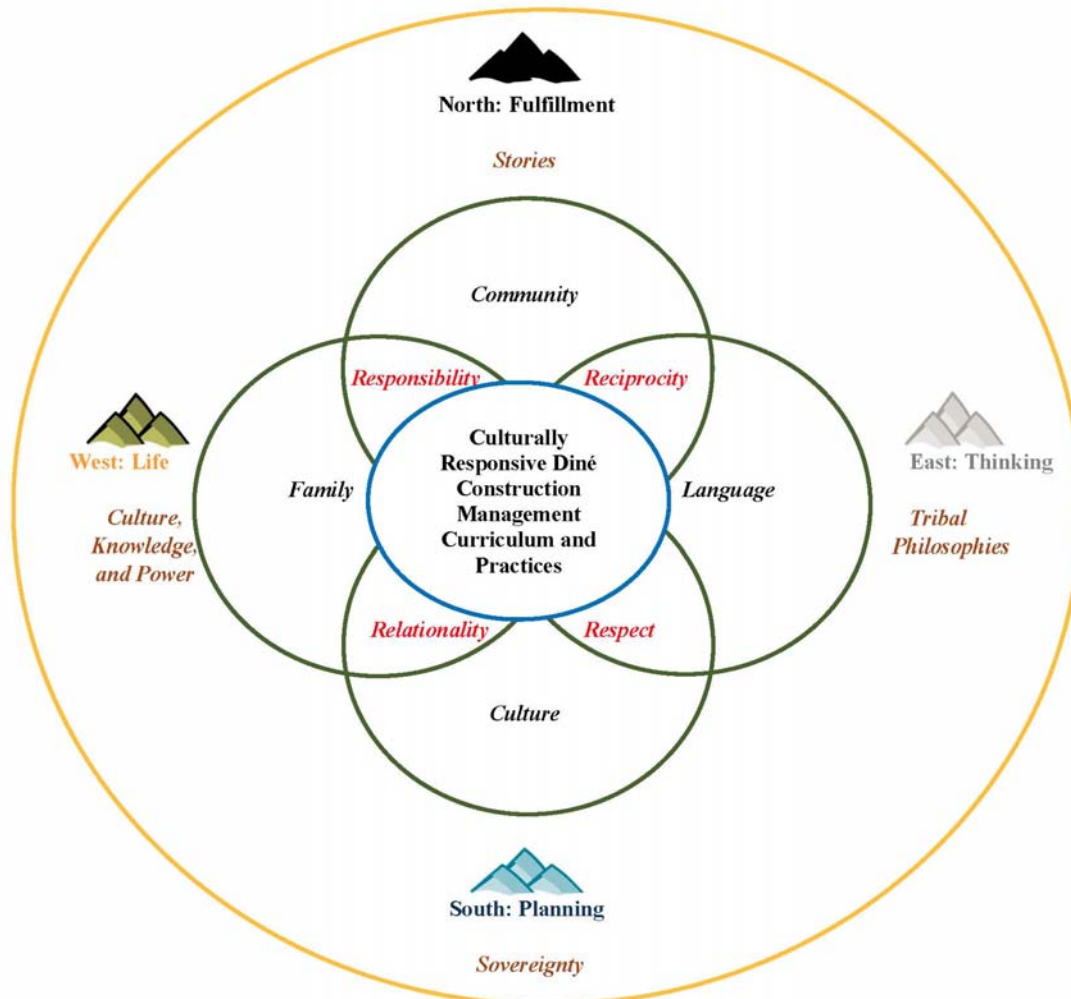 North: Fulfillment
Stories
Community
Responsibility
Reciprocity
West: Life
Culture,
Knowledge,
and Power
Family
Culturally
Responsive Diné
Construction
Management
Curriculum and
Practices
Language
East: Thinking
Tribal
Philosophies
Relationality
Respect
Culture
South: Planning
Sovereignty